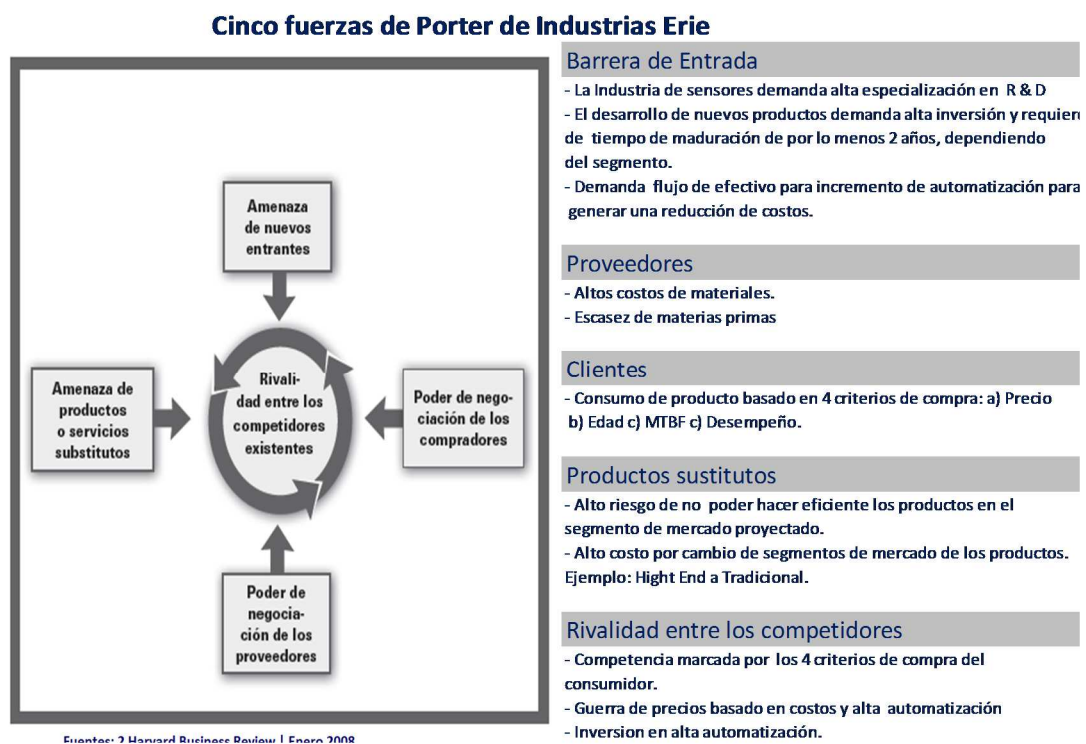 Cinco fuerzas de Porter de Industrias Erie
Amenaza
de nuevos
entrantes
Amenaza de
productos
o servicios
substitutos
Rivali-
dad entre los
competidores
existentes
Poder de nego-
ciación de los
compradores
Poder de
negocia-
ción de los
proveedores
Fuentes: 2 Harvard Business Review | Enero 2008
Barrera de Entrada
- La Industria de sensores demanda alta especialización en R & D
- El desarrollo de nuevos productos demanda alta inversión y requiere
de tiempo de maduración de por lo menos 2 años, dependiendo
del segmento.
- Demanda flujo de efectivo para incremento de automatización para
generar una reducción de costos.
Proveedores
- Altos costos de materiales.
- Escasez de materias primas
Clientes
- Consumo de producto basado en 4 criterios de compra: a) Precio
b) Edad c) MTBF c) Desempeño.
Productos sustitutos
- Alto riesgo de no poder hacer eficiente los productos en el
segmento de mercado proyectado.
- Alto costo por cambio de segmentos de mercado de los productos.
Ejemplo: Hight End a Tradicional.
Rivalidad entre los competidores
- Competencia marcada por los 4 criterios de compra del
consumidor.
- Guerra de precios basado en costos y alta automatización
- Inversion en alta automatización.